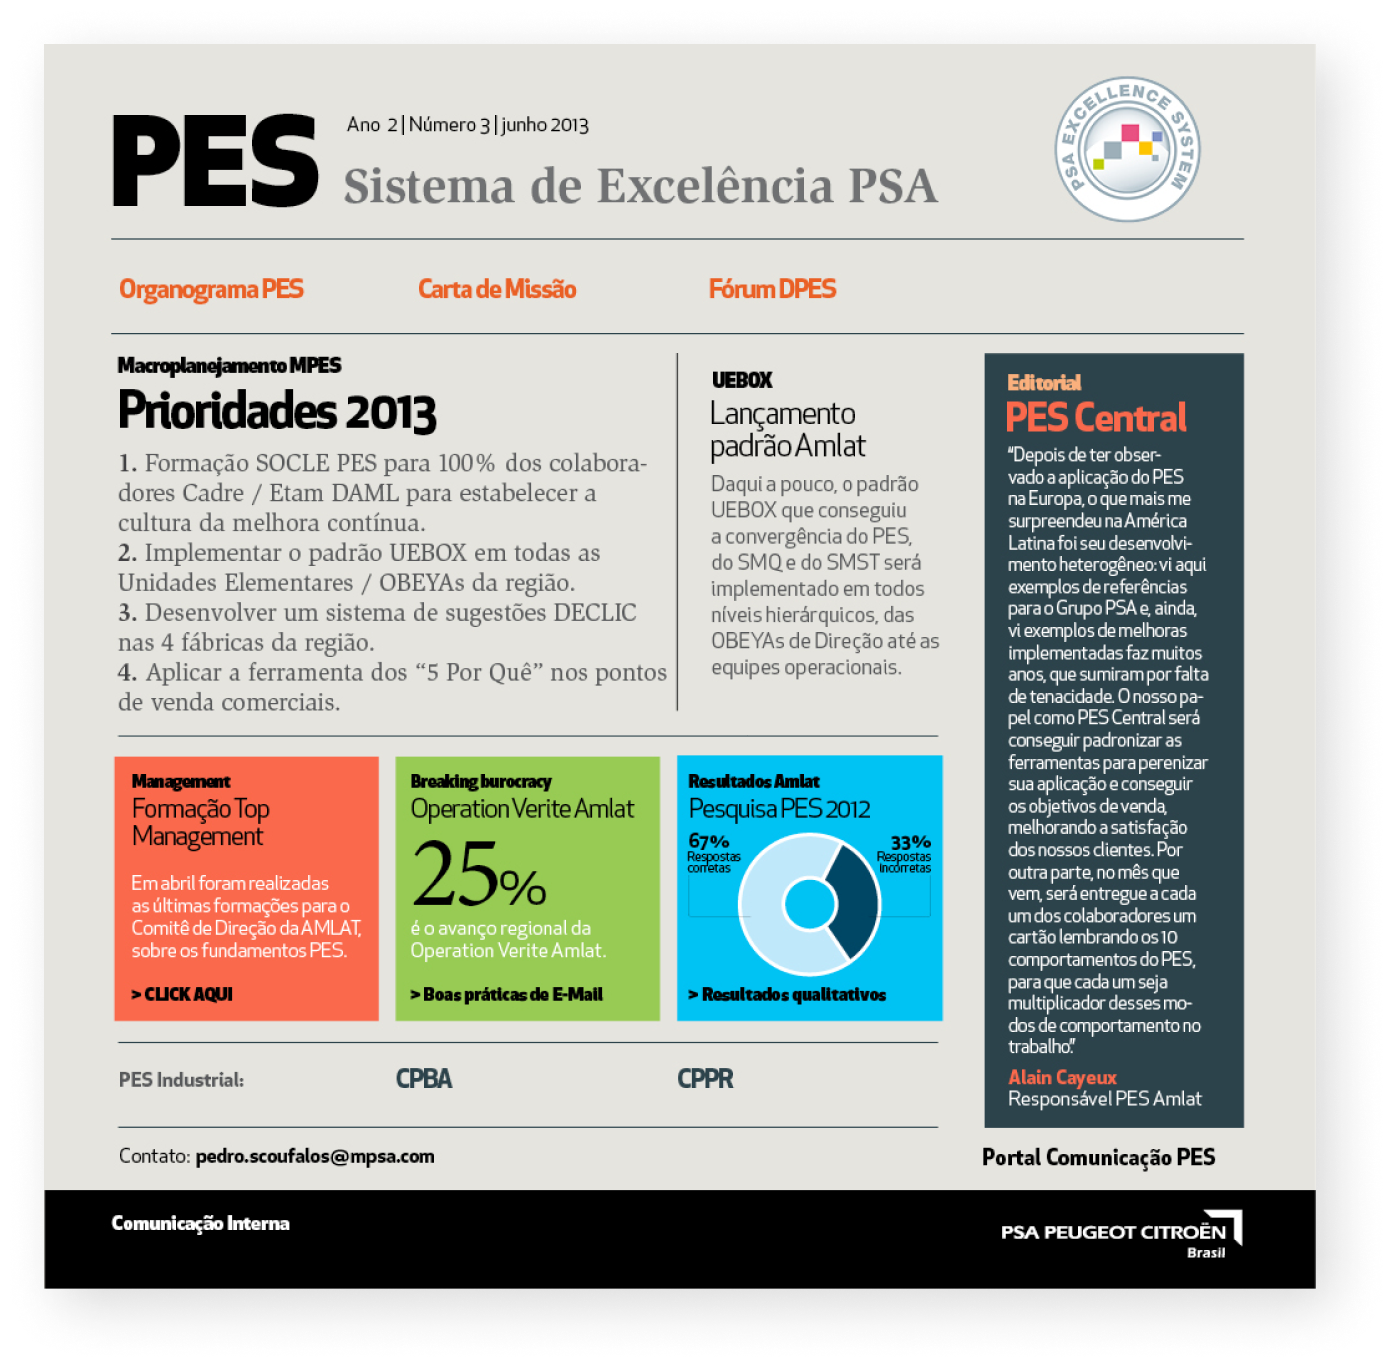 PES
Ano 2 | Número 3 | junho 2013
Sistema de Excelência PSA
PSA EXCELLENCE SYSTEM
Organograma PES
Carta de Missão
Fórum DPES
Macroplanejamento MPES
Prioridades 2013
1. Formação SOCLE PES para 100% dos colabora-
dores Cadre / Etam DAML para estabelecer a
cultura da melhora contínua.
2. Implementar o padrão UEBOX em todas as
Unidades Elementares / OBEYAs da região.
3. Desenvolver um sistema de sugestões DECLIC
nas 4 fábricas da região.
4. Aplicar a ferramenta dos “5 Por Quê” nos pontos
de venda comerciais.
UEBOX
Lançamento
padrão Amlat
Daqui a pouco, o padrão
UEBOX que conseguiu
a convergência do PES,
do SMQ e do SMST será
implementado em todos
níveis hierárquicos, das
OBEYAs de Direção até as
equipes operacionais.
Editorial
PES Central
“Depois de ter obser-
vado a aplicação do PES
na Europa, o que mais me
surpreendeu na América
Latina foi seu desenvolvi-
mento heterogêneo: vi aqui
exemplos de referências
para o Grupo PSA e, ainda,
vi exemplos de melhoras
implementadas faz muitos
anos, que sumiram por falta
de tenacidade. O nosso pa-
pel como PES Central será
conseguir padronizar as
ferramentas para perenizar
sua aplicação e conseguir
os objetivos de venda,
melhorando a satisfação
dos nossos clientes. Por
outra parte, no mês que
vem, será entregue a cada
um dos colaboradores um
cartão lembrando os 10
comportamentos do PES,
para que cada um seja
multiplicador desses mo-
dos de comportamento no
trabalho”.
Alain Cayeux
Responsável PES Amlat
Management
Formação Top
Management
Em abril foram realizadas
as últimas formações para o
Comitê de Direção da AMLAT,
sobre os fundamentos PES.
> CLICK AQUI
Breaking burocracy
Operation Verite Amlat
25%
é o avanço regional da
Operation Verite Amlat.
> Boas práticas de E-Mail
Resultados Amlat
Pesquisa PES 2012
67%
Respostas
corretas
33%
Respostas
Incórretas
> Resultados qualitativos
PES Industrial:
CPBA
CPPR
Contato: pedro.scoufalos@mpsa.com
Portal Comunicação PES
Comunicação Interna
PSA PEUGEOT CITROËN
Brasil